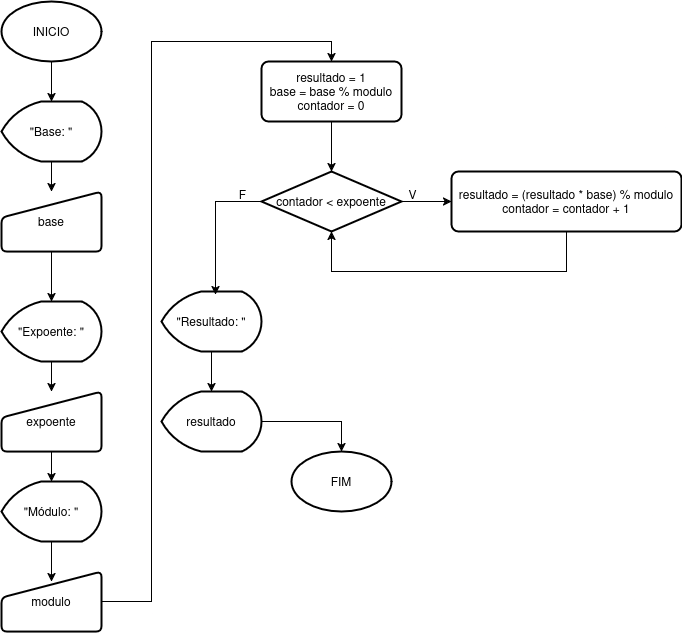 INICIO
"Base: "
base
"Expoente: "
expoente
"Módulo: "
modulo
resultado = 1
base = base % modulo
contador = 0
contador < expoente
V
resultado = (resultado * base) % modulo
contador = contador + 1
F
"Resultado: "
resultado
FIM